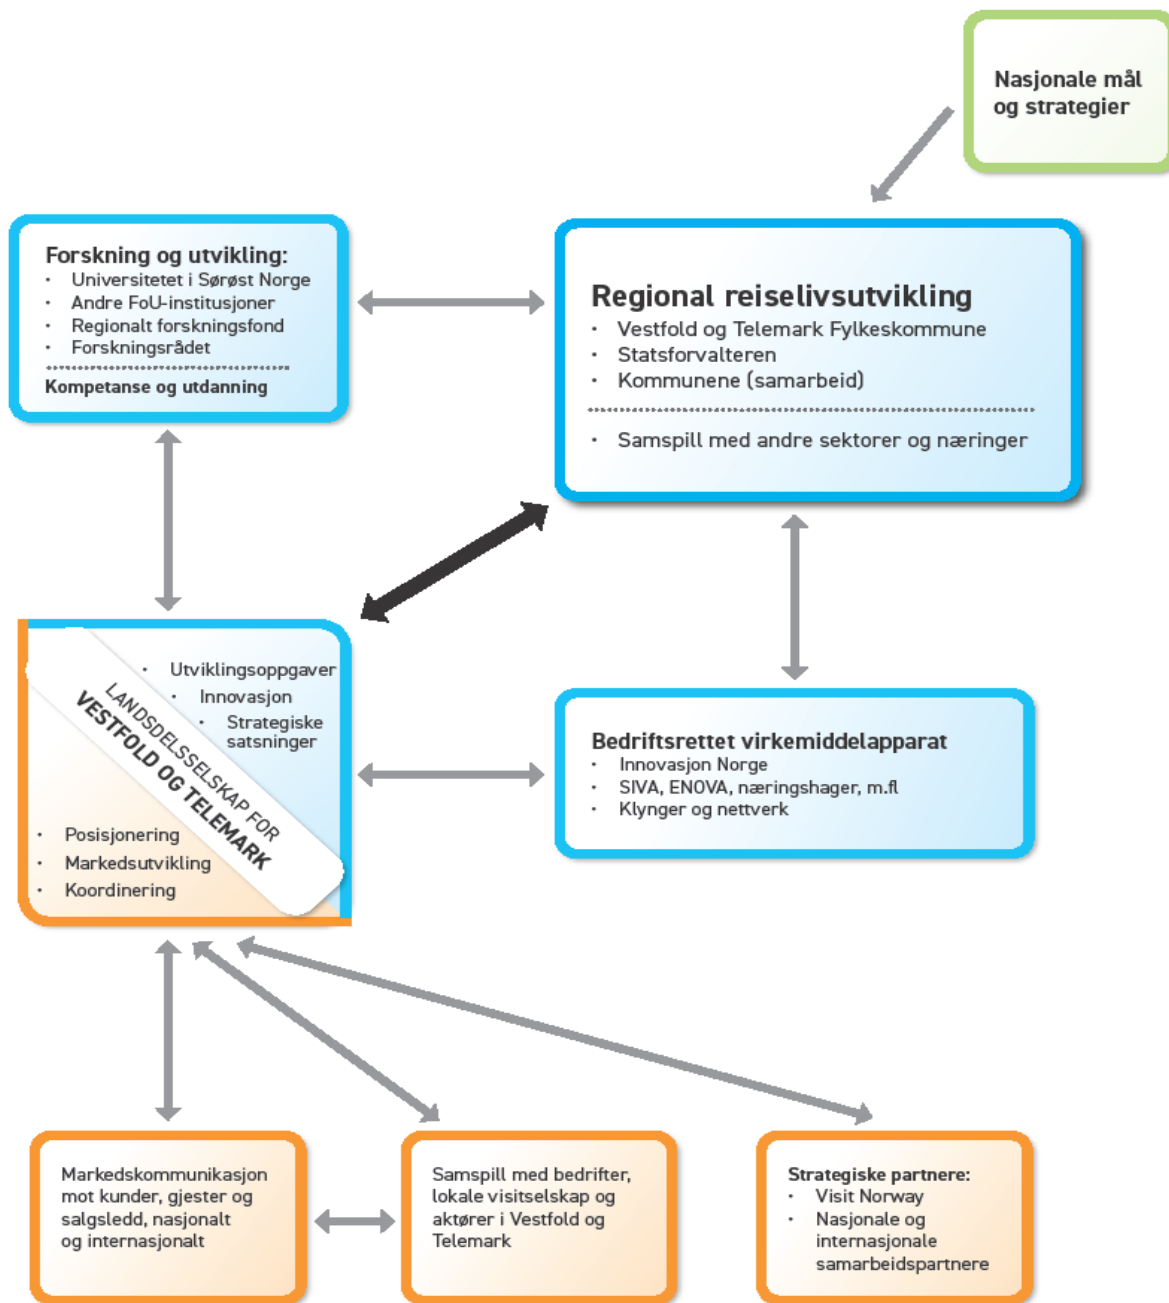 Nasjonale mål
og strategier
Forskning og utvikling:
· Universitetet i Sørøst Norge
· Andre FoU-institusjoner
· Regionalt forskningsfond
· Forskningsrådet
Kompetanse og utdanning
Regional reiselivsutvikling
· Vestfold og Telemark Fylkeskommune
· Statsforvalteren
· Kommunene (samarbeid)
· Samspill med andre sektorer og næringer
· Utviklingsoppgaver
· Innovasjon
· Strategiske
satsninger
LANDSDELSSELSKAP FOR
VESTFOLD OG TELEMARK
· Posisjonering
· Markedsutvikling
· Koordinering
Bedriftsrettet virkemiddelapparat
· Innovasjon Norge
· SIVA, ENOVA, næringshager, m.fl
· Klynger og nettverk
Markedskommunikasjon
mot kunder, gjester og
salgsledd, nasjonalt
og internasjonalt
Samspill med bedrifter,
lokale visitselskap og
aktører i Vestfold og
Telemark
Strategiske partnere:
· Visit Norway
· Nasjonale og
internasjonale
samarbeidspartnere